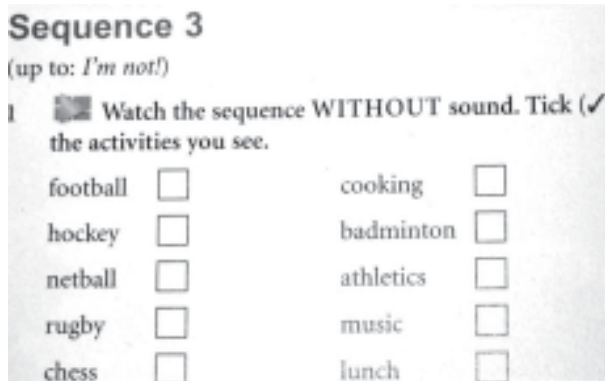 Sequence 3
(up to: I'm not!)
1 Watch the sequence WITHOUT sound. Tick (✓
the activities you see.
football cooking
hockey badminton
netball athletics
rugby music
chess lunch